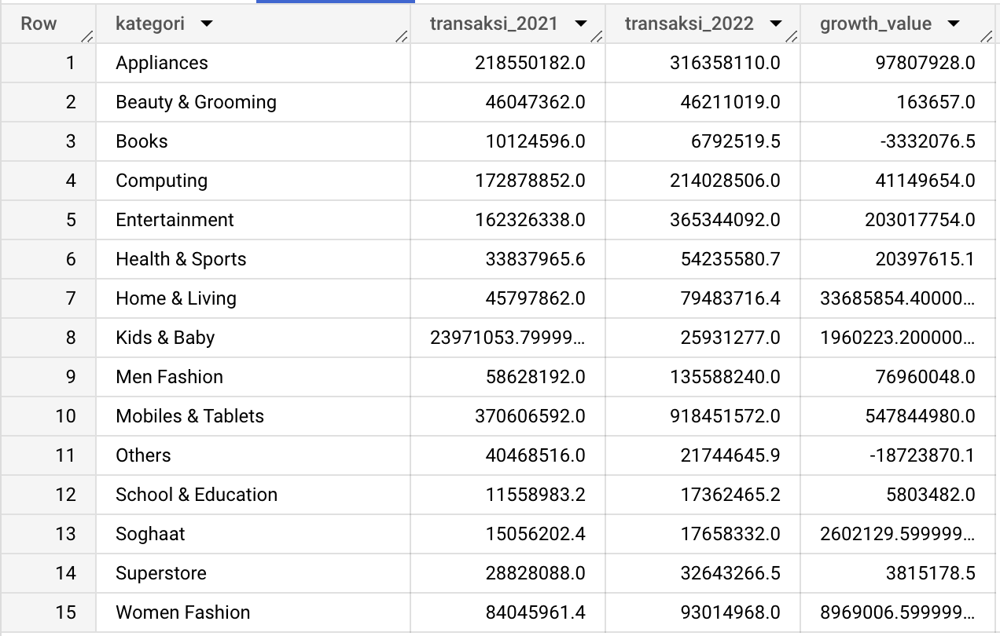 Row kategori transaksi_2021 transaksi_2022 growth_value
1 Appliances 218550182.0 316358110.0 97807928.0
2 Beauty & Grooming 46047362.0 46211019.0 163657.0
3 Books 10124596.0 6792519.5 -3332076.5
4 Computing 172878852.0 214028506.0 41149654.0
5 Entertainment 162326338.0 365344092.0 203017754.0
6 Health & Sports 33837965.6 54235580.7 20397615.1
7 Home & Living 45797862.0 79483716.4 33685854.40000...
8 Kids & Baby 23971053.79999... 25931277.0 1960223.200000...
9 Men Fashion 58628192.0 135588240.0 76960048.0
10 Mobiles & Tablets 370606592.0 918451572.0 547844980.0
11 Others 40468516.0 21744645.9 -18723870.1
12 School & Education 11558983.2 17362465.2 5803482.0
13 Soghaat 15056202.4 17658332.0 2602129.599999...
14 Superstore 28828088.0 32643266.5 3815178.5
15 Women Fashion 84045961.4 93014968.0 8969006.599999...